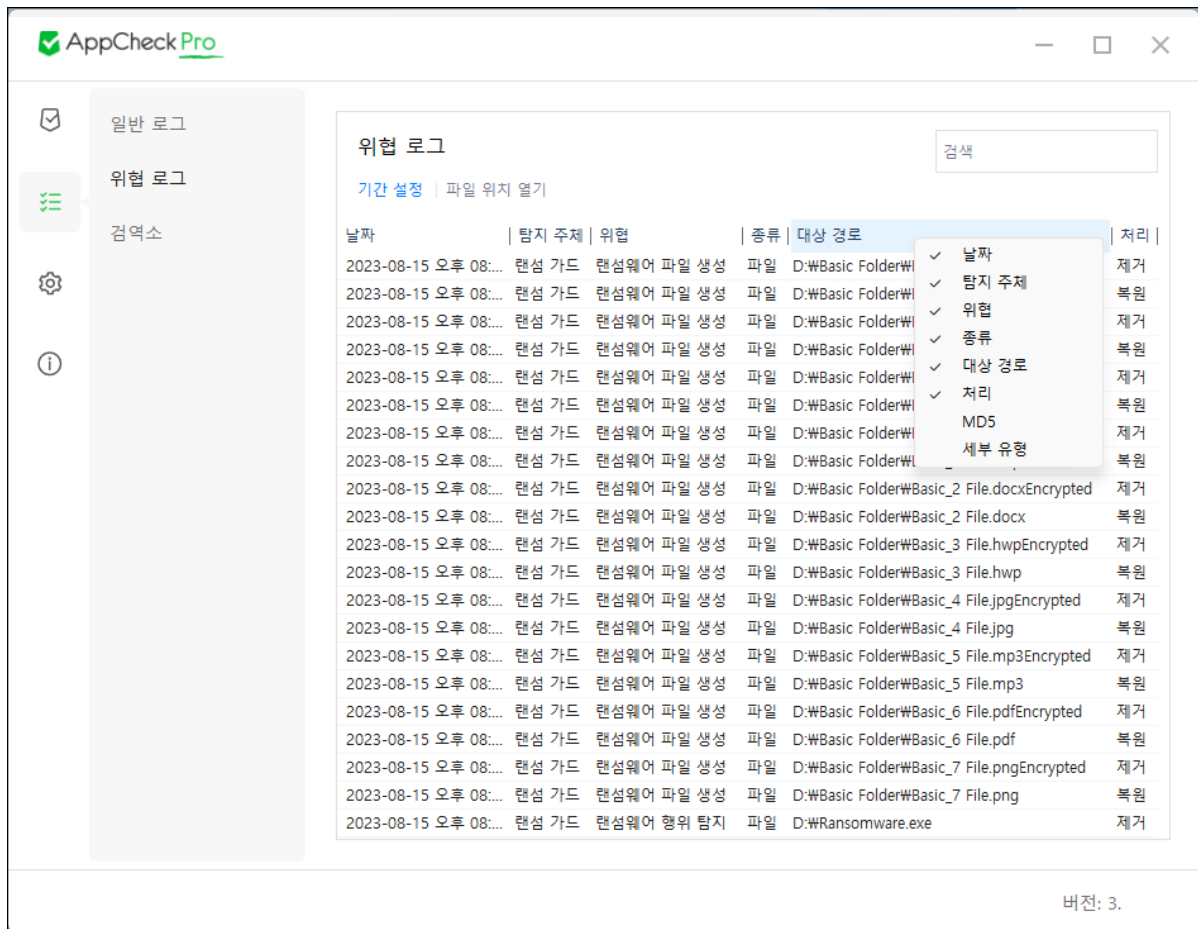 AppCheck Pro
일반 로그
위협 로그
검역소
위협 로그
검색
기간 설정 | 파일 위치 열기
날짜 | 탐지 주체 | 위협 | 종류 | 대상 경로 | 처리 |
2023-08-15 오후 08:... 랜섬 가드 랜섬웨어 파일 생성 파일 D:₩Basic Folder₩ 제거
2023-08-15 오후 08:... 랜섬 가드 랜섬웨어 파일 생성 파일 D:₩Basic Folder₩ 복원
2023-08-15 오후 08:... 랜섬 가드 랜섬웨어 파일 생성 파일 D:₩Basic Folder₩ 제거
2023-08-15 오후 08:... 랜섬 가드 랜섬웨어 파일 생성 파일 D:₩Basic Folder₩ 복원
2023-08-15 오후 08:... 랜섬 가드 랜섬웨어 파일 생성 파일 D:₩Basic Folder₩ 제거
2023-08-15 오후 08:... 랜섬 가드 랜섬웨어 파일 생성 파일 D:₩Basic Folder₩ 복원
2023-08-15 오후 08:... 랜섬 가드 랜섬웨어 파일 생성 파일 D:₩Basic Folder₩ 제거
2023-08-15 오후 08:... 랜섬 가드 랜섬웨어 파일 생성 파일 D:₩Basic Folder₩ 복원
날짜
탐지 주체
위협
종류
대상 경로
처리
MD5
세부 유형
2023-08-15 오후 08:... 랜섬 가드 랜섬웨어 파일 생성 파일 D:₩Basic Folder₩Basic_2 File.docxEncrypted 제거
2023-08-15 오후 08:... 랜섬 가드 랜섬웨어 파일 생성 파일 D:₩Basic Folder₩Basic_2 File.docx 복원
2023-08-15 오후 08:... 랜섬 가드 랜섬웨어 파일 생성 파일 D:₩Basic Folder₩Basic_3 File.hwpEncrypted 제거
2023-08-15 오후 08:... 랜섬 가드 랜섬웨어 파일 생성 파일 D:₩Basic Folder₩Basic_3 File.hwp 복원
2023-08-15 오후 08:... 랜섬 가드 랜섬웨어 파일 생성 파일 D:₩Basic Folder₩Basic_4 File.jpgEncrypted 제거
2023-08-15 오후 08:... 랜섬 가드 랜섬웨어 파일 생성 파일 D:₩Basic Folder₩Basic_4 File.jpg 복원
2023-08-15 오후 08:... 랜섬 가드 랜섬웨어 파일 생성 파일 D:₩Basic Folder₩Basic_5 File.mp3Encrypted 제거
2023-08-15 오후 08:... 랜섬 가드 랜섬웨어 파일 생성 파일 D:₩Basic Folder₩Basic_5 File.mp3 복원
2023-08-15 오후 08:... 랜섬 가드 랜섬웨어 파일 생성 파일 D:₩Basic Folder₩Basic_6 File.pdfEncrypted 제거
2023-08-15 오후 08:... 랜섬 가드 랜섬웨어 파일 생성 파일 D:₩Basic Folder₩Basic_6 File.pdf 복원
2023-08-15 오후 08:... 랜섬 가드 랜섬웨어 파일 생성 파일 D:₩Basic Folder₩Basic_7 File.pngEncrypted 제거
2023-08-15 오후 08:... 랜섬 가드 랜섬웨어 파일 생성 파일 D:₩Basic Folder₩Basic_7 File.png 복원
2023-08-15 오후 08:... 랜섬 가드 랜섬웨어 행위 탐지 파일 D:₩Ransomware.exe 제거
버전: 3.